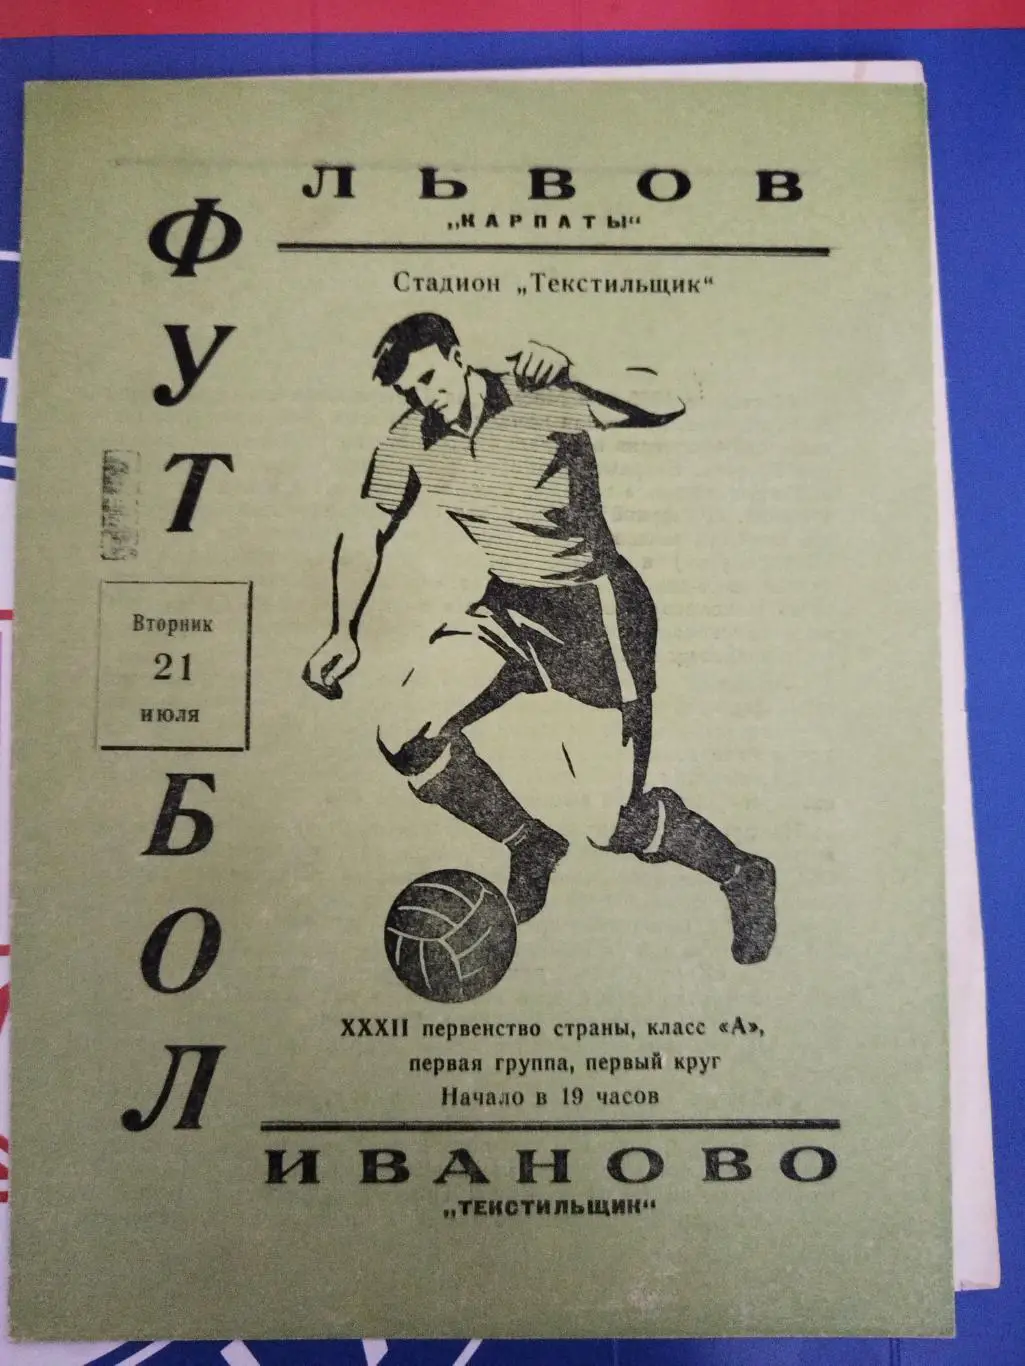 ФУТБОЛ
ЛЬВОВ
„КАРПАТЫ“
Стадион „Текстильщик“
Вторник
21
июля
XXXII первенство страны, класс «А»,
первая группа, первый круг
Начало в 19 часов
ИВАНОВО
„ТЕКСТИЛЬЩИК“